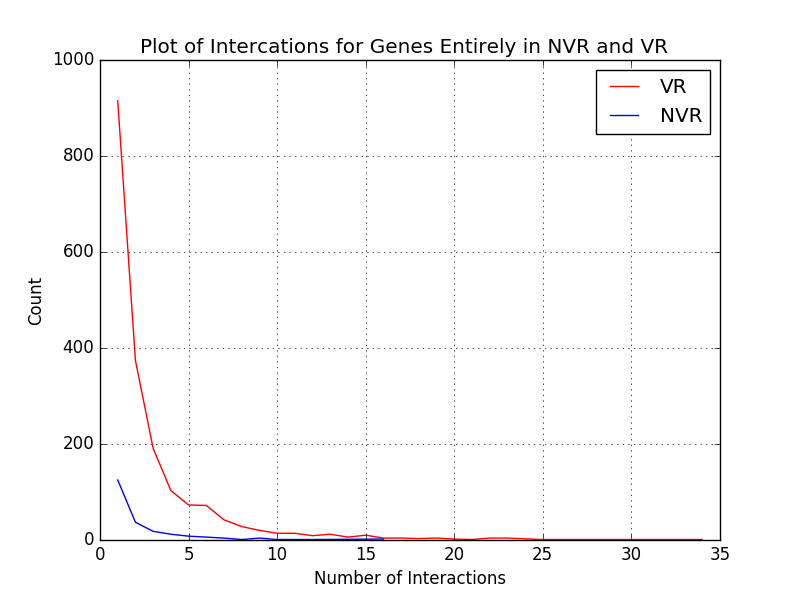 Plot of Intercations for Genes Entirely in NVR and VR
1000
800
600
400
200
0
Count
VR
NVR
0 5 10 15 20 25 30 35
Number of Interactions